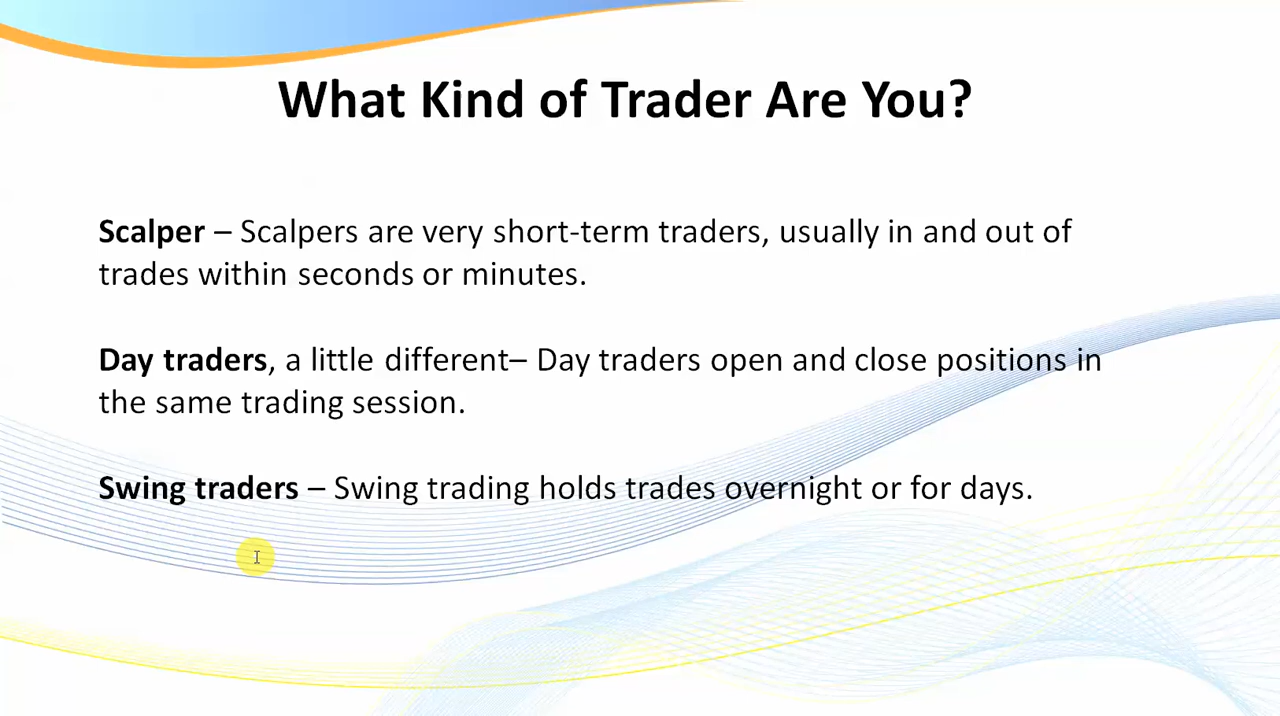 What Kind of Trader Are You?
Scalper – Scalpers are very short-term traders, usually in and out of
trades within seconds or minutes.
Day traders, a little different– Day traders open and close positions in
the same trading session.
Swing traders – Swing trading holds trades overnight or for days.